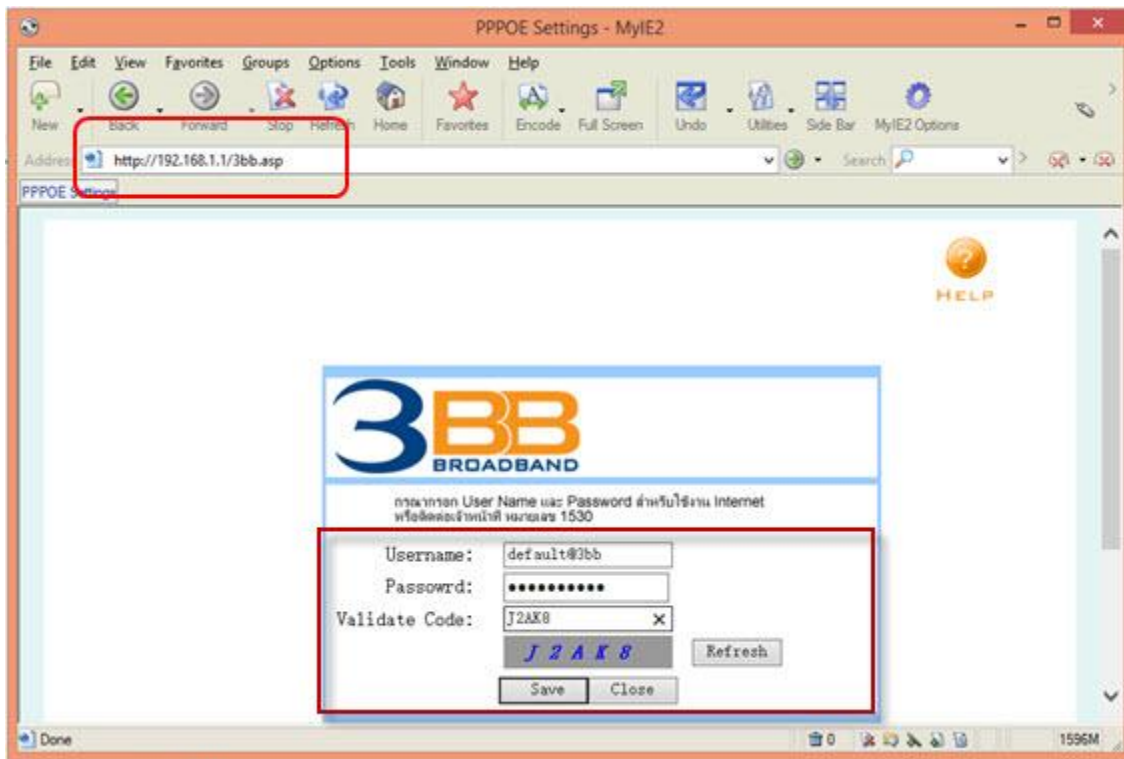 PPPOE Settings - MyIE2
File Edit View Favorites Groups Options Tools Window Help
New Back Forward Stop Refresh Home Favorites Encode Full Screen Undo Utilities Side Bar MyIE2 Options
Address http://192.168.1.1/3bb.asp Search
PPPOE Settings
HELP
3BB
BROADBAND
กรุณากรอก User Name และ Password สำหรับใช้งาน Internet
หรือติดต่อเจ้าหน้าที่ หมายเลข 1530
Username: default@3bb
Passowrd: ••••••••••
Validate Code: J2AK8
J2AK8 Refresh
Save Close
Done 0 1596M